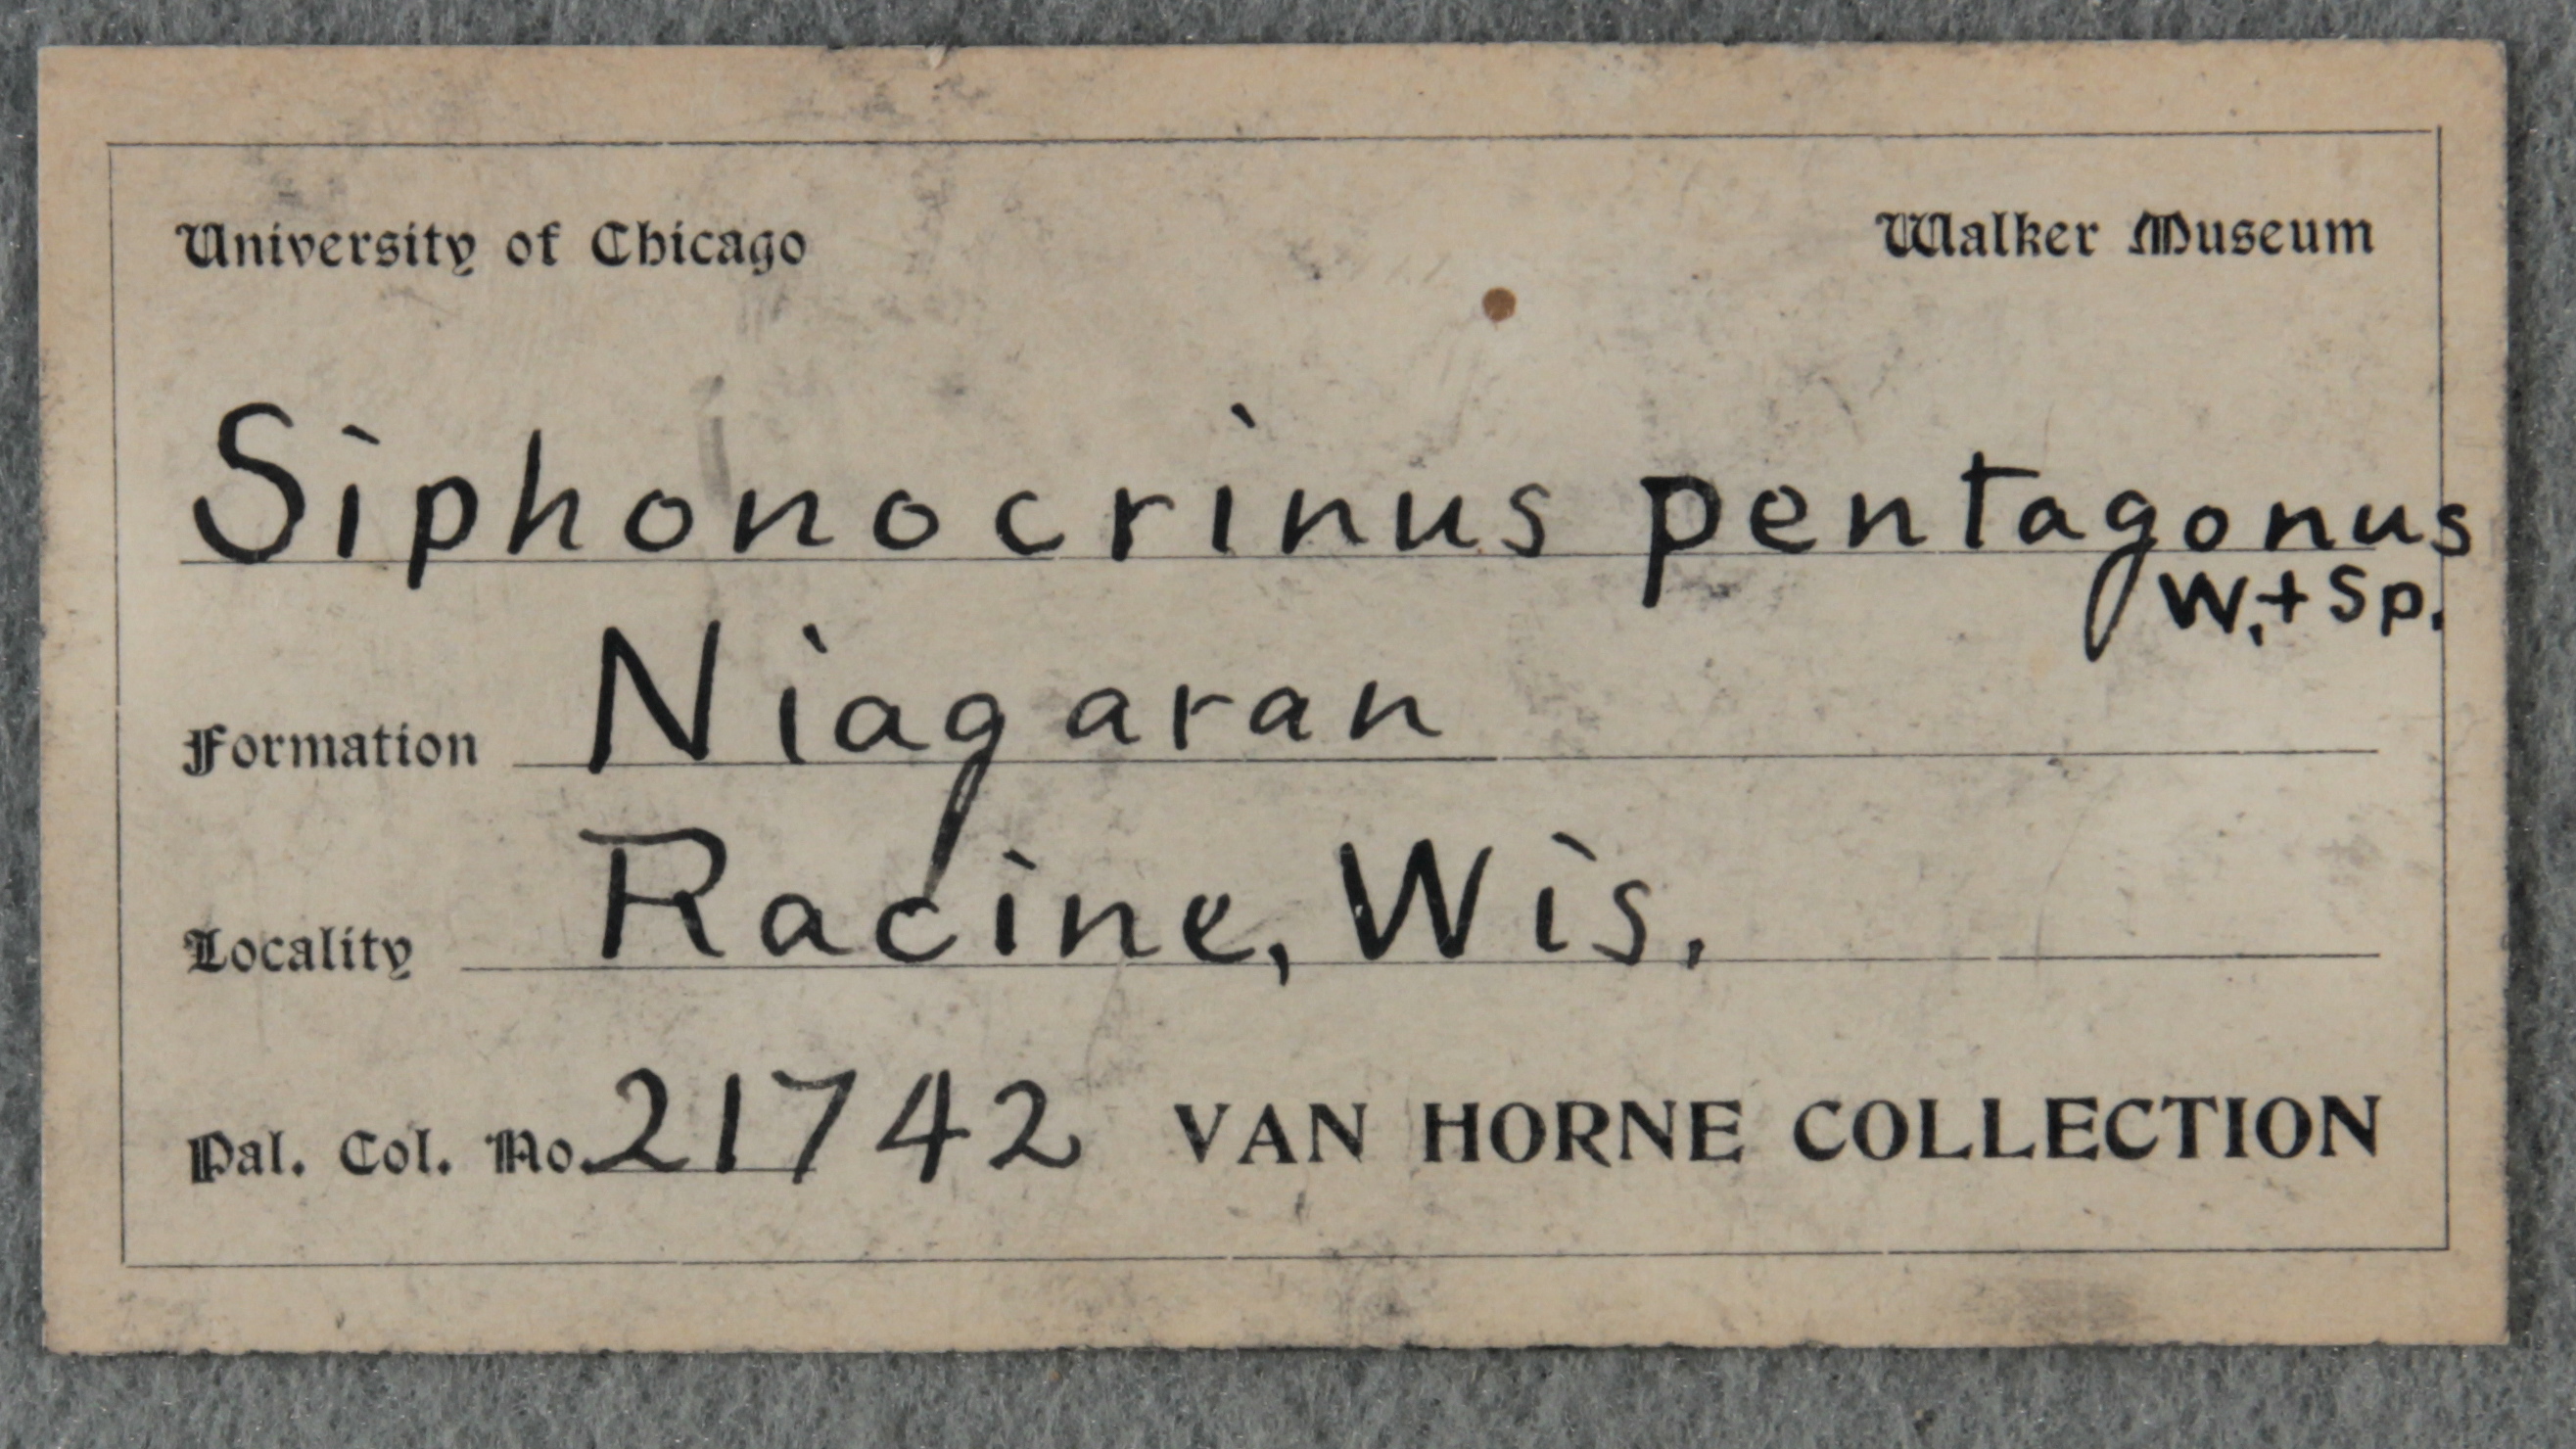 University of Chicago Walker Museum
Siphonocrinus pentagonus
W.+Sp.
Formation Niagaran
Locality Racine, Wis.
Pal. Col. No. 21742 VAN HORNE COLLECTION